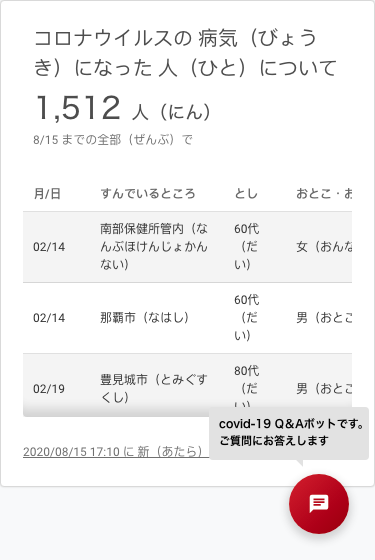 コロナウイルスの 病気（びょう
き）になった 人（ひと）について
1,512 人（にん）
8/15 までの全部（ぜんぶ）で
月/日 すんでいるところ とし おとこ・お
02/14 南部保健所管内（な
んぶほけんじょかん
ない） 60代
（だ
い） 女（おんな
02/14 那覇市（なはし） 60代
（だ
い） 男（おとこ
02/19 豊見城市（とみぐす
くし） 80代
（だ
い） 男（おとこ
covid-19 Q＆Aボットです。
ご質問にお答えします
2020/08/15 17:10 に 新（あたら）